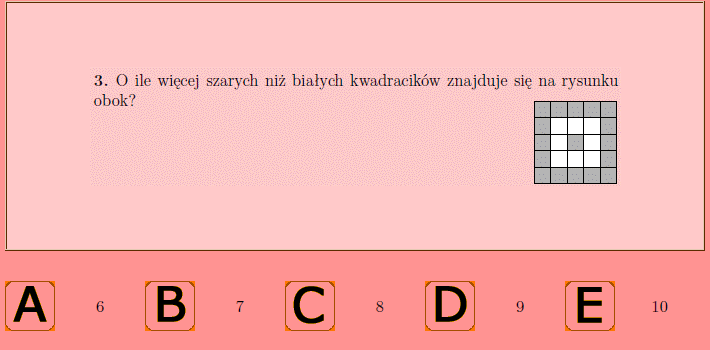 3. O ile więcej szarych niż białych kwadracików znajduje się na rysunku
obok?
A 6 B 7 C 8 D 9 E 10